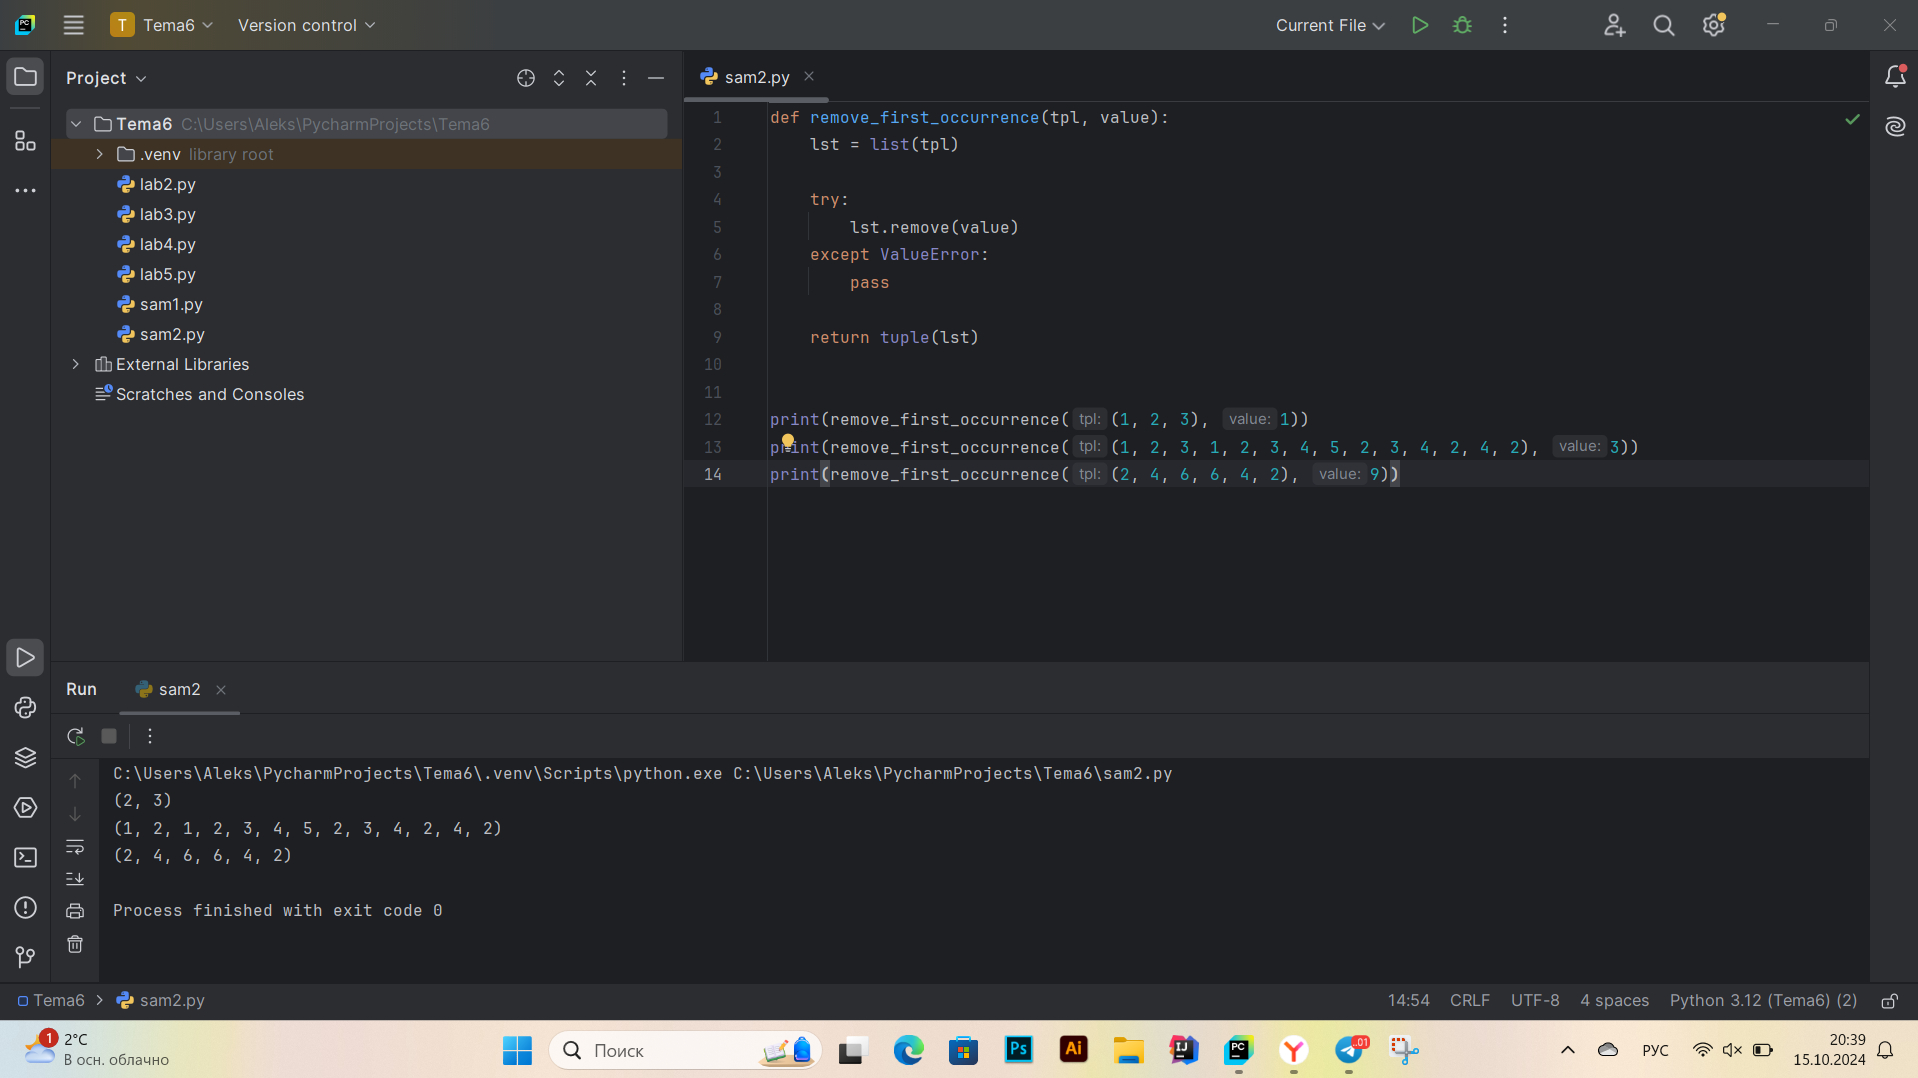 T Tema6 Version control Current File
Project
sam2.py
Tema6 C:\Users\Aleks\PycharmProjects\Tema6
.venv library root
lab2.py
lab3.py
lab4.py
lab5.py
sam1.py
sam2.py
External Libraries
Scratches and Consoles
1 def remove_first_occurrence(tpl, value):
2 lst = list(tpl)
3
4 try:
5 lst.remove(value)
6 except ValueError:
7 pass
8
9 return tuple(lst)
10
11
12 print(remove_first_occurrence( tpl: (1, 2, 3), value: 1))
13 print(remove_first_occurrence( tpl: (1, 2, 3, 1, 2, 3, 4, 5, 2, 3, 4, 2, 4, 2), value: 3))
14 print(remove_first_occurrence( tpl: (2, 4, 6, 6, 4, 2), value: 9))
Run sam2
C:\Users\Aleks\PycharmProjects\Tema6\.venv\Scripts\python.exe C:\Users\Aleks\PycharmProjects\Tema6\sam2.py
(2, 3)
(1, 2, 1, 2, 3, 4, 5, 2, 3, 4, 2, 4, 2)
(2, 4, 6, 6, 4, 2)
Process finished with exit code 0
Tema6 > sam2.py 14:54 CRLF UTF-8 4 spaces Python 3.12 (Tema6) (2)
1 2°C
В осн. облачно
Поиск
Ps
Ai
IJ
PC
Y
.01
РУС
20:39
15.10.2024